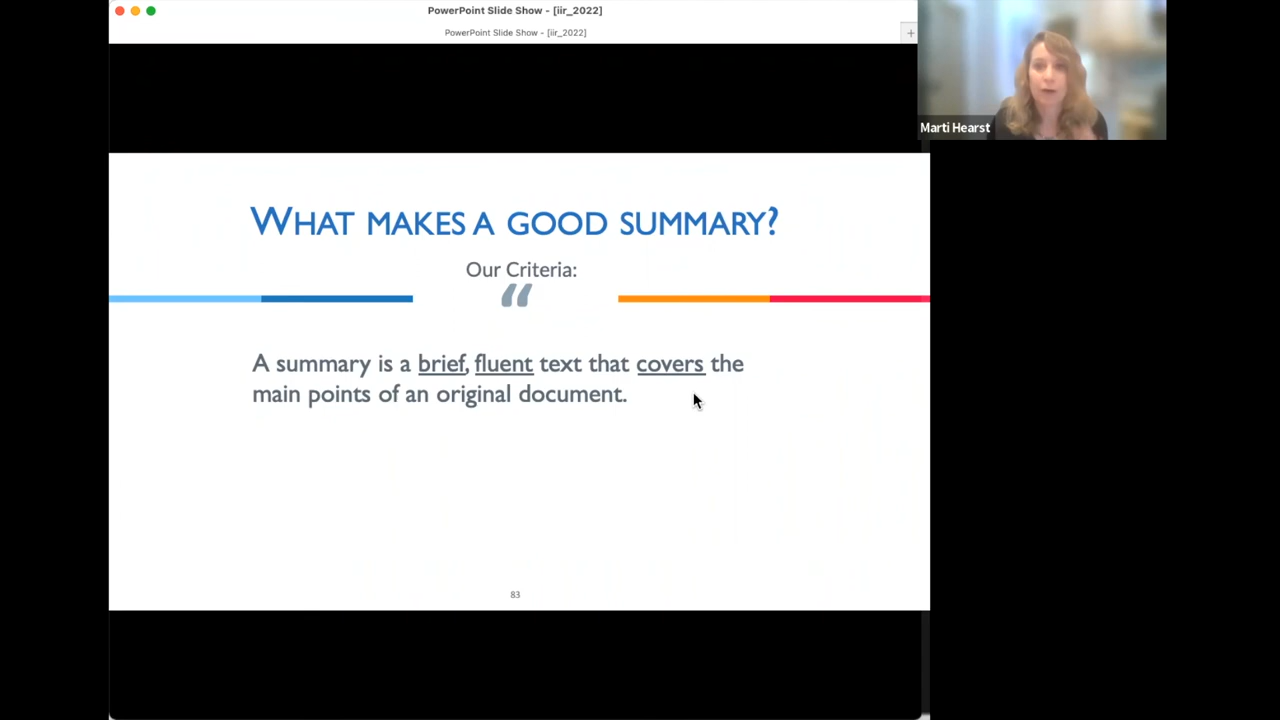 PowerPoint Slide Show - [iir_2022]
PowerPoint Slide Show - [iir_2022]
+
Marti Hearst
WHAT MAKES A GOOD SUMMARY?
Our Criteria:
“
A summary is a brief, fluent text that covers the
main points of an original document.
83